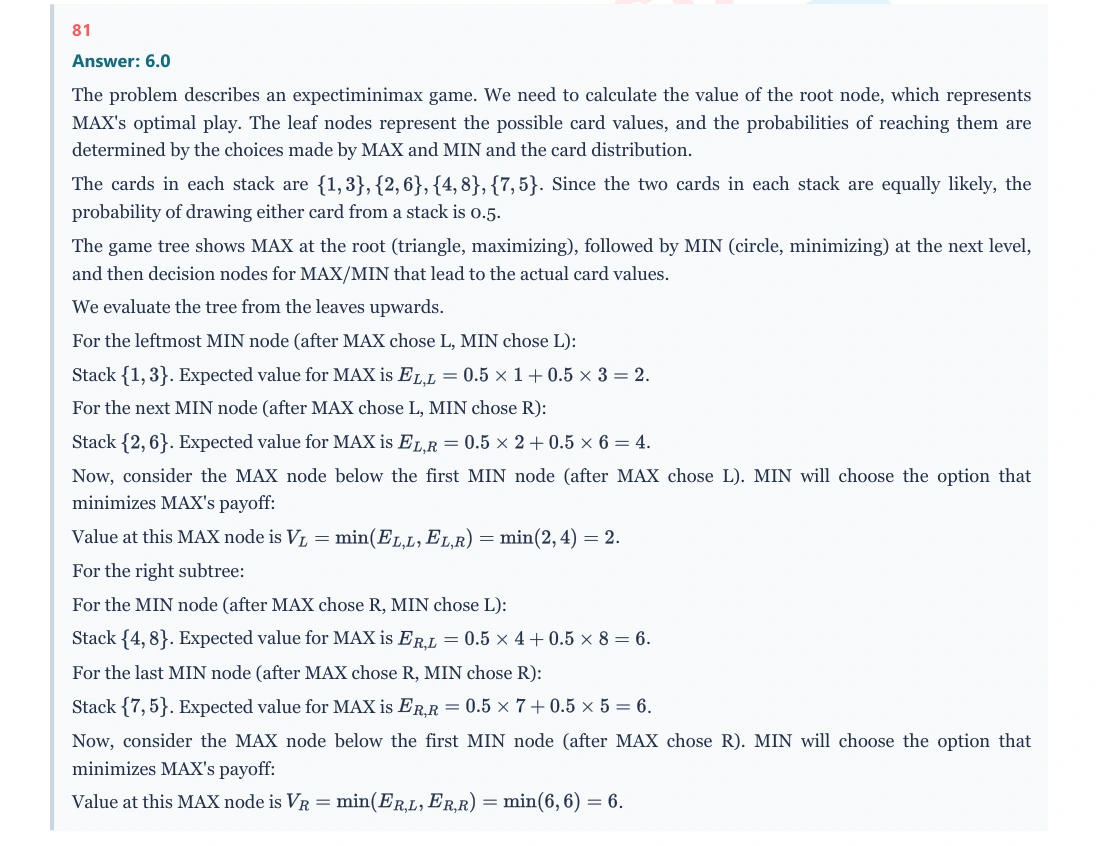 81
Answer: 6.0
The problem describes an expectiminimax game. We need to calculate the value of the root node, which represents
MAX's optimal play. The leaf nodes represent the possible card values, and the probabilities of reaching them are
determined by the choices made by MAX and MIN and the card distribution.
The cards in each stack are {1, 3}, {2, 6}, {4, 8}, {7, 5}. Since the two cards in each stack are equally likely, the
probability of drawing either card from a stack is 0.5.
The game tree shows MAX at the root (triangle, maximizing), followed by MIN (circle, minimizing) at the next level,
and then decision nodes for MAX/MIN that lead to the actual card values.
We evaluate the tree from the leaves upwards.
For the leftmost MIN node (after MAX chose L, MIN chose L):
Stack {1, 3}. Expected value for MAX is E_{L,L} = 0.5 × 1 + 0.5 × 3 = 2.
For the next MIN node (after MAX chose L, MIN chose R):
Stack {2, 6}. Expected value for MAX is E_{L,R} = 0.5 × 2 + 0.5 × 6 = 4.
Now, consider the MAX node below the first MIN node (after MAX chose L). MIN will choose the option that
minimizes MAX's payoff:
Value at this MAX node is V_L = min(E_{L,L}, E_{L,R}) = min(2, 4) = 2.
For the right subtree:
For the MIN node (after MAX chose R, MIN chose L):
Stack {4, 8}. Expected value for MAX is E_{R,L} = 0.5 × 4 + 0.5 × 8 = 6.
For the last MIN node (after MAX chose R, MIN chose R):
Stack {7, 5}. Expected value for MAX is E_{R,R} = 0.5 × 7 + 0.5 × 5 = 6.
Now, consider the MAX node below the first MIN node (after MAX chose R). MIN will choose the option that
minimizes MAX's payoff:
Value at this MAX node is V_R = min(E_{R,L}, E_{R,R}) = min(6, 6) = 6.